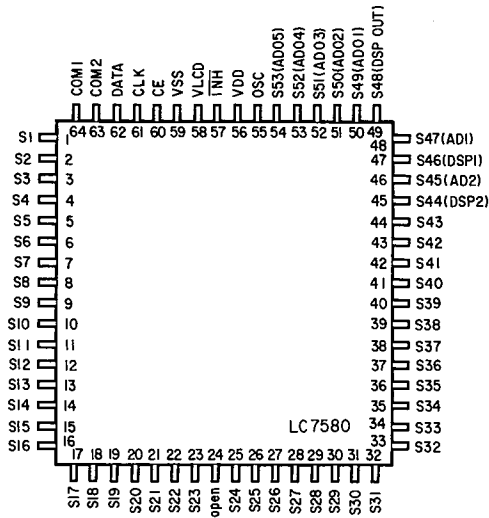 COM1
COM2
DATA
CLK
CE
VSS
VLCD
INH
VDD
OSC
S53(ADO5)
S52(ADO4)
S51(ADO3)
S50(ADO2)
S49(ADO1)
S48(DSP OUT)
64 63 62 61 60 59 58 57 56 55 54 53 52 51 50 49
S1 1 48 S47(AD1)
S2 2 47 S46(DSP1)
S3 3 46 S45(AD2)
S4 4 45 S44(DSP2)
S5 5 44 S43
S6 6 43 S42
S7 7 42 S41
S8 8 41 S40
S9 9 40 S39
S10 10 39 S38
S11 11 38 S37
S12 12 37 S36
S13 13 36 S35
S14 14 35 S34
S15 15 LC7580 34 S33
S16 16 33 S32
17 18 19 20 21 22 23 24 25 26 27 28 29 30 31 32
S17
S18
S19
S20
S21
S22
S23
open
S24
S25
S26
S27
S28
S29
S30
S31